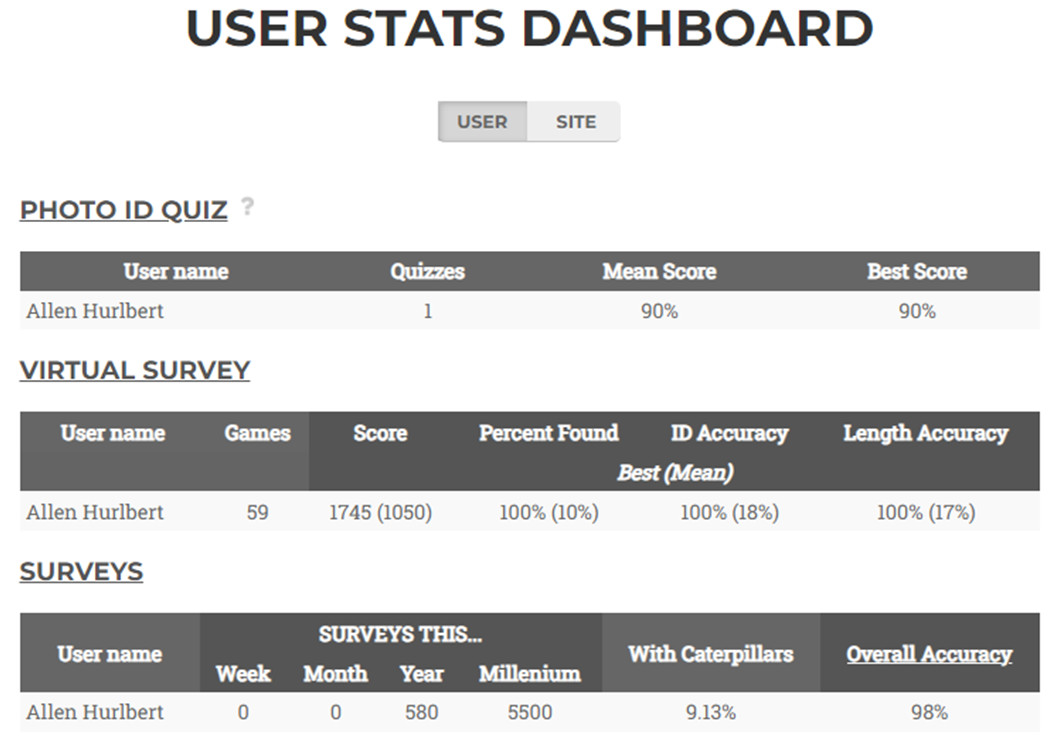 USER STATS DASHBOARD
USER SITE
PHOTO ID QUIZ ?
User name Quizzes Mean Score Best Score
Allen Hurlbert 1 90% 90%
VIRTUAL SURVEY
User name Games Score Percent Found ID Accuracy Length Accuracy
Best (Mean)
Allen Hurlbert 59 1745 (1050) 100% (10%) 100% (18%) 100% (17%)
SURVEYS
SURVEYS THIS...
User name With Caterpillars Overall Accuracy
Week Month Year Millenium
Allen Hurlbert 0 0 580 5500 9.13% 98%